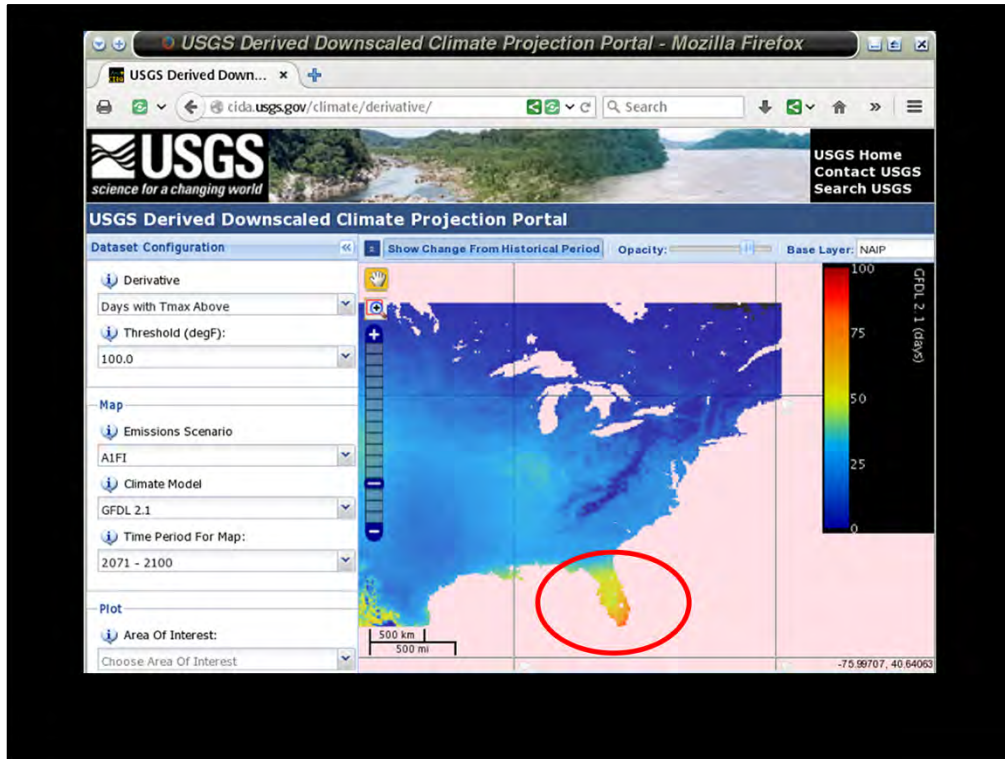 USGS Derived Downscaled Climate Projection Portal - Mozilla Firefox
USGS Derived Down...
cida.usgs.gov/climate/derivative/
Search
USGS
science for a changing world
USGS Home
Contact USGS
Search USGS
USGS Derived Downscaled Climate Projection Portal
Dataset Configuration
Show Change From Historical Period
Opacity:
Base Layer: NAIP
Derivative
Days with Tmax Above
Threshold (degF):
100.0
Map
Emissions Scenario
A1FI
Climate Model
GFDL 2.1
Time Period For Map:
2071 - 2100
Plot
Area Of Interest:
Choose Area Of Interest
100
75
50
25
0
GFDL 2.1 (days)
500 km
500 mi
-75.99707, 40.64063